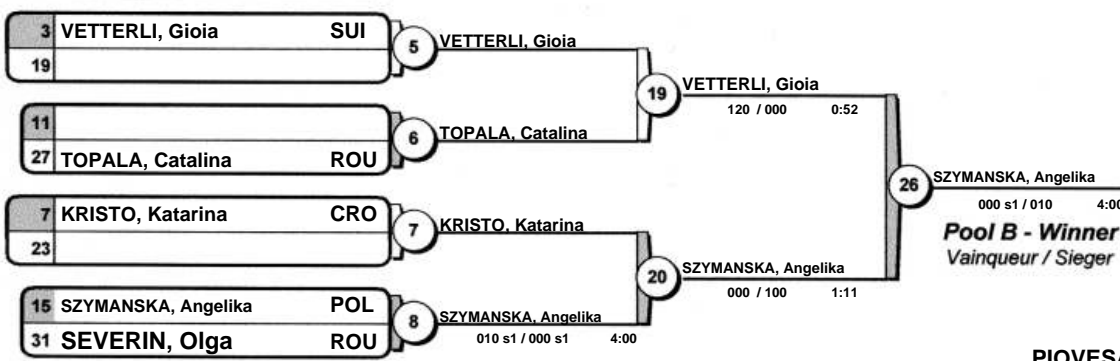 3 VETTERLI, Gioia SUI
19
5
VETTERLI, Gioia
11
27 TOPALA, Catalina ROU
6
TOPALA, Catalina
19
VETTERLI, Gioia
120 / 000 0:52
7 KRISTO, Katarina CRO
23
7
KRISTO, Katarina
15 SZYMANSKA, Angelika POL
31 SEVERIN, Olga ROU
8
SZYMANSKA, Angelika
010 s1 / 000 s1 4:00
20
SZYMANSKA, Angelika
000 / 100 1:11
26
SZYMANSKA, Angelika
000 s1 / 010 4:00
Pool B - Winner
Vainqueur / Sieger